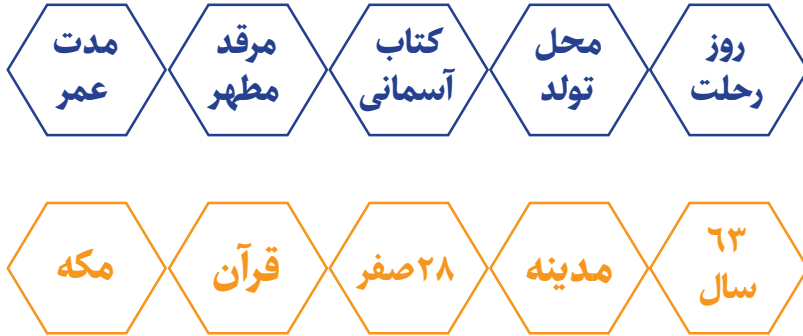 روز
رحلت
محل
تولد
کتاب
آسمانی
مرقد
مطهر
مدت
عمر
۶۳
سال
مدینه
۲۸صفر
قرآن
مکه